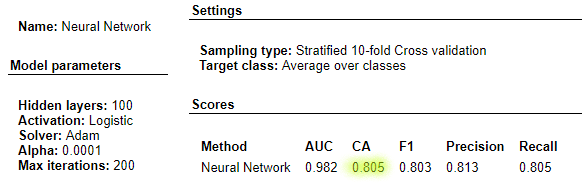 Name: Neural Network
Model parameters
Hidden layers: 100
Activation: Logistic
Solver: Adam
Alpha: 0.0001
Max iterations: 200
Settings
Sampling type: Stratified 10-fold Cross validation
Target class: Average over classes
Scores
Method AUC CA F1 Precision Recall
Neural Network 0.982 0.805 0.803 0.813 0.805